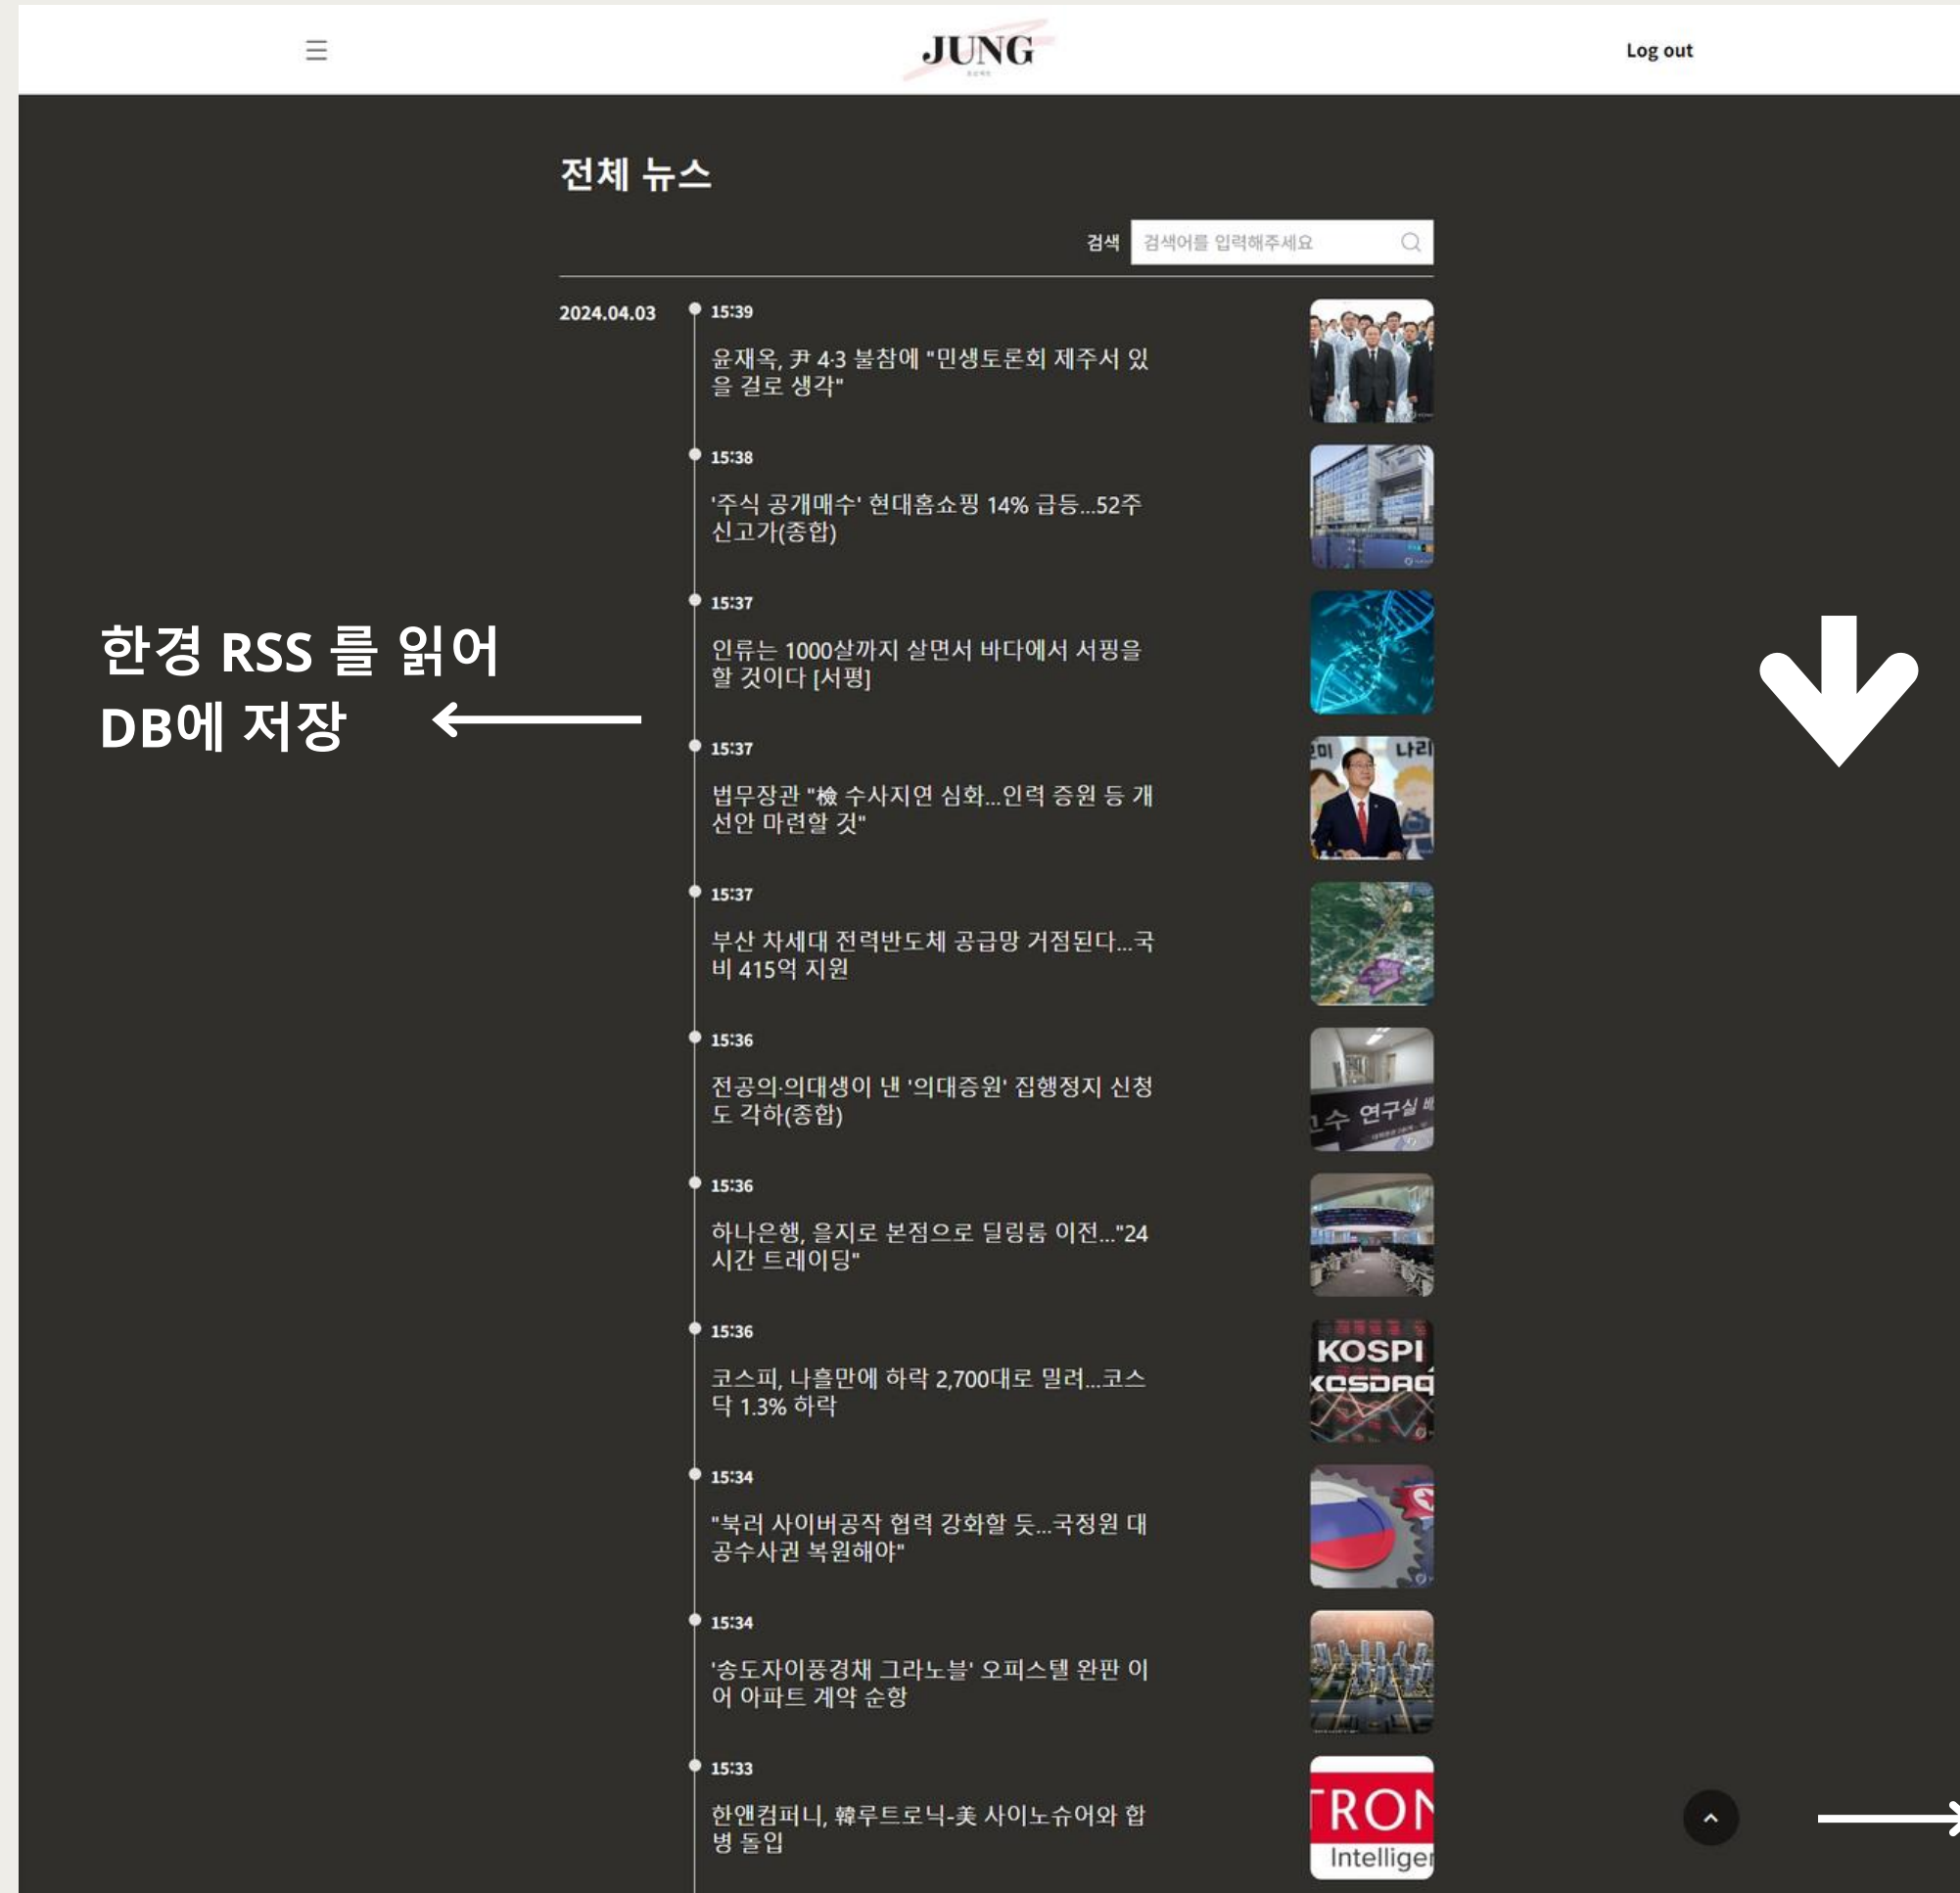 JUNG
Log out
전체 뉴스
검색
검색어를 입력해주세요
2024.04.03
15:39
윤재옥, 尹 4·3 불참에 "민생토론회 제주서 있
을 걸로 생각"
15:38
'주식 공개매수' 현대홈쇼핑 14% 급등...52주
신고가(종합)
15:37
인류는 1000살까지 살면서 바다에서 서핑을
할 것이다 [서평]
한경 RSS 를 읽어
DB에 저장
15:37
법무장관 "檢 수사지연 심화...인력 증원 등 개
선안 마련할 것"
나리
15:37
부산 차세대 전력반도체 공급망 거점된다...국
비 415억 지원
15:36
전공의·의대생이 낸 '의대증원' 집행정지 신청
도 각하(종합)
수 연구실
15:36
하나은행, 을지로 본점으로 딜링룸 이전..."24
시간 트레이딩"
15:36
코스피, 나흘만에 하락 2,700대로 밀려...코스
닥 1.3% 하락
KOSPI
KOSDAQ
15:34
"북러 사이버공작 협력 강화할 듯...국정원 대
공수사권 복원해야"
15:34
'송도자이풍경채 그라노블' 오피스텔 완판 이
어 아파트 계약 순항
15:33
한앤컴퍼니, 韓루트로닉-美 사이노슈어와 합
병 돌입
TRON
Intelliger